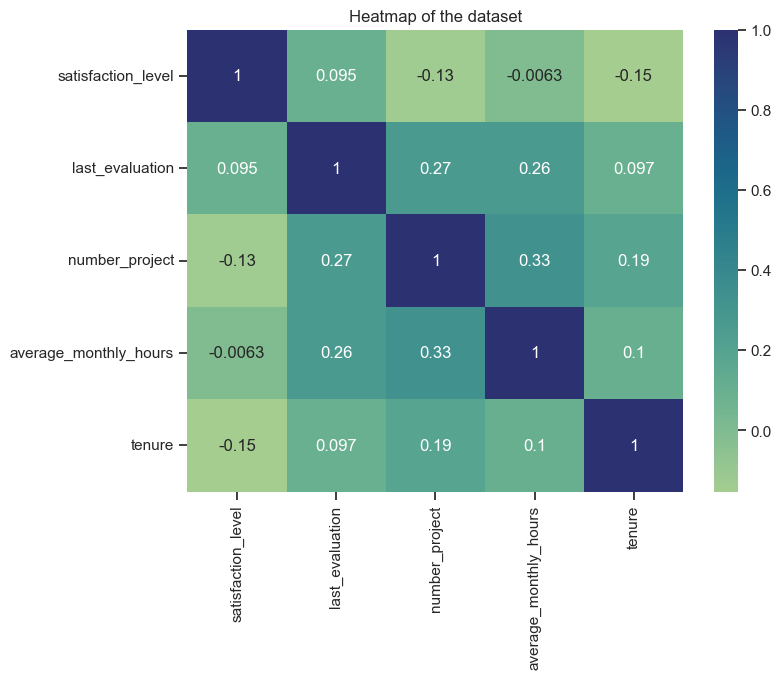 Heatmap of the dataset
satisfaction_level 1 0.095 -0.13 -0.0063 -0.15
last_evaluation 0.095 1 0.27 0.26 0.097
number_project -0.13 0.27 1 0.33 0.19
average_monthly_hours -0.0063 0.26 0.33 1 0.1
tenure -0.15 0.097 0.19 0.1 1
satisfaction_level
last_evaluation
number_project
average_monthly_hours
tenure
1.0
0.8
0.6
0.4
0.2
0.0